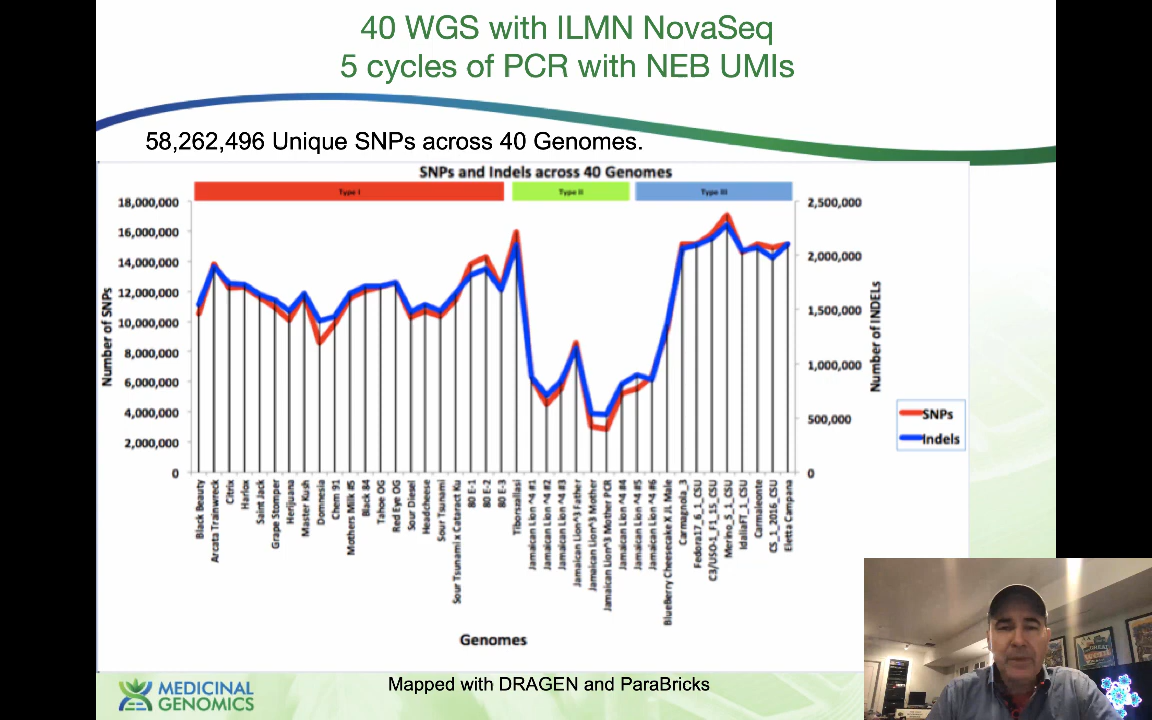 40 WGS with ILMN NovaSeq
5 cycles of PCR with NEB UMIs
58,262,496 Unique SNPs across 40 Genomes.
SNPs and Indels across 40 Genomes
Type I
Type II
Type III
18,000,000
16,000,000
14,000,000
12,000,000
10,000,000
8,000,000
6,000,000
4,000,000
2,000,000
0
Number of SNPs
2,500,000
2,000,000
1,500,000
1,000,000
500,000
0
Number of INDELs
SNPs
Indels
Black Beauty
Arcata Trainwreck
Citrix
Harlox
Saint Jack
Grape Stomper
Herijuana
Master Kush
Domnesia
Chem 91
Mothers Milk #5
Black 84
Tahoe OG
Red Eye OG
Sour Diesel
Headcheese
Sour Tsunami
Sour Tsunami x Cataract Ku
80 E-1
80 E-2
80 E-3
Tiborszallasi
Jamaican Lion ^4 #1
Jamaican Lion ^4 #2
Jamaican Lion ^4 #3
Jamaican Lion^3 Father
Jamaican Lion^3 Mother
Jamaican Lion^3 Mother PCR
Jamaican Lion ^4 #4
Jamaican Lion ^4 #5
Jamaican Lion ^4 #6
BlueBerry Cheesecake X JL Male
Carmagnola_3
Fedora17_6_1_CSU
C3/USO-1_F1_15_CSU
Merino_S_1_CSU
IdaliaFT_1_CSU
Carmaleonte
CS_1_2016_CSU
Eletta Campana
Genomes
MEDICINAL
GENOMICS
Mapped with DRAGEN and ParaBricks
GREAT